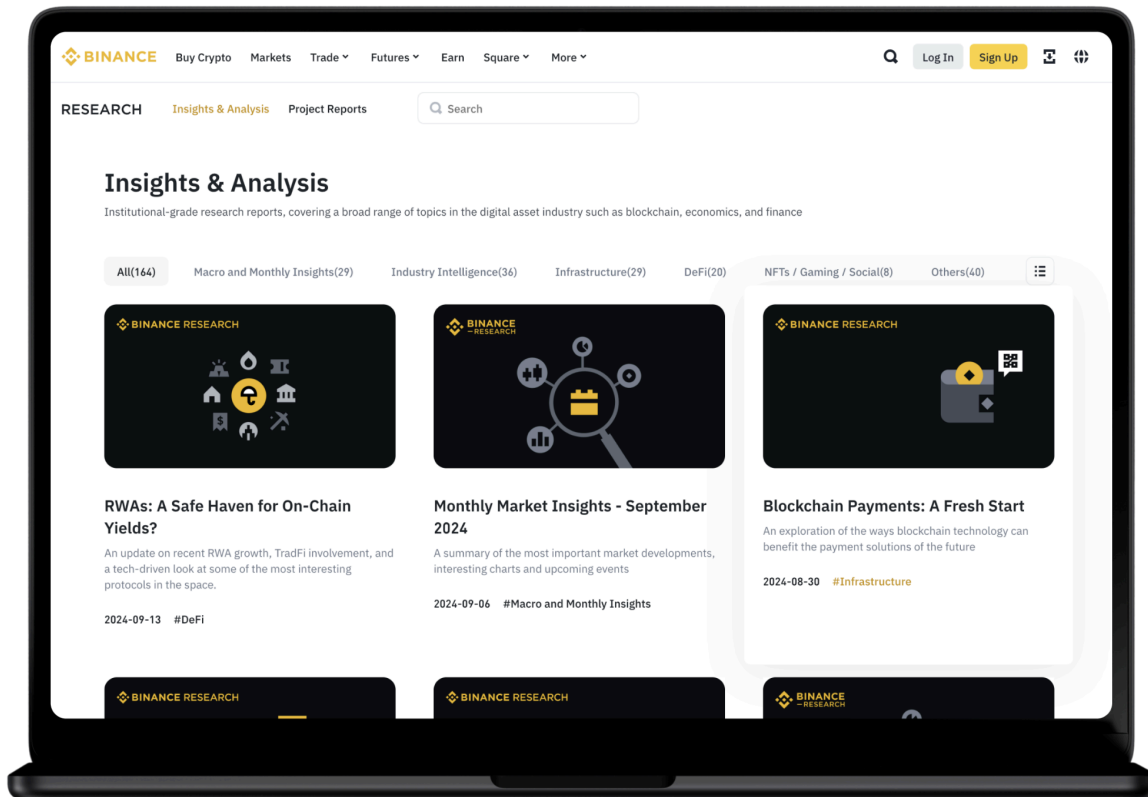 BINANCE Buy Crypto Markets Trade Futures Earn Square More Log In Sign Up
RESEARCH Insights & Analysis Project Reports Search
Insights & Analysis
Institutional-grade research reports, covering a broad range of topics in the digital asset industry such as blockchain, economics, and finance
All(164) Macro and Monthly Insights(29) Industry Intelligence(36) Infrastructure(29) DeFi(20) NFTs / Gaming / Social(8) Others(40)
BINANCE RESEARCH
RWAs: A Safe Haven for On-Chain
Yields?
An update on recent RWA growth, TradFi involvement, and
a tech-driven look at some of the most interesting
protocols in the space.
2024-09-13 #DeFi
BINANCE
RESEARCH
Monthly Market Insights - September
2024
A summary of the most important market developments,
interesting charts and upcoming events
2024-09-06 #Macro and Monthly Insights
BINANCE RESEARCH
Blockchain Payments: A Fresh Start
An exploration of the ways blockchain technology can
benefit the payment solutions of the future
2024-08-30 #Infrastructure
BINANCE RESEARCH
BINANCE RESEARCH
BINANCE
RESEARCH